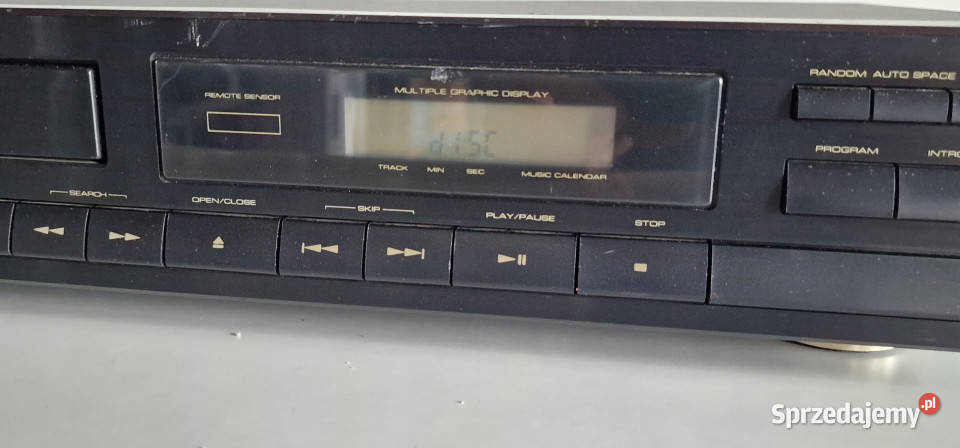 RANDOM AUTO SPACE
MULTIPLE GRAPHIC DISPLAY
REMOTE SENSOR
disc
TRACK MIN SEC MUSIC CALENDAR
PROGRAM
SEARCH
OPEN/CLOSE
SKIP
PLAY/PAUSE
STOP
Sprzedajemy.pl